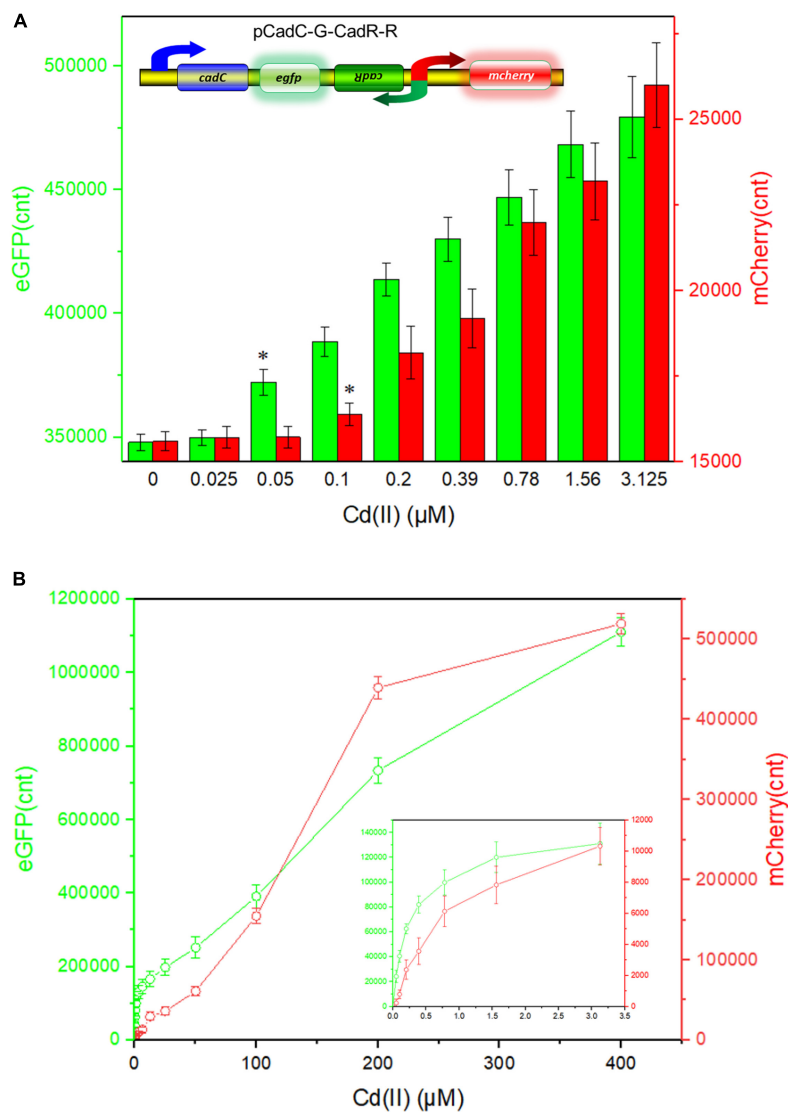 A
pCadC-G-CadR-R
cadC
egfp
cadR
mcherry
500000
450000
400000
350000
eGFP(cnt)
25000
20000
15000
mCherry(cnt)
*
*
0 0.025 0.05 0.1 0.2 0.39 0.78 1.56 3.125
Cd(II) (µM)
B
1200000
1000000
800000
600000
400000
200000
0
eGFP(cnt)
500000
400000
300000
200000
100000
0
mCherry(cnt)
140000
120000
100000
80000
60000
40000
20000
0
12000
10000
8000
6000
4000
2000
0
0.0 0.5 1.0 1.5 2.0 2.5 3.0 3.5
0 100 200 300 400
Cd(II) (µM)